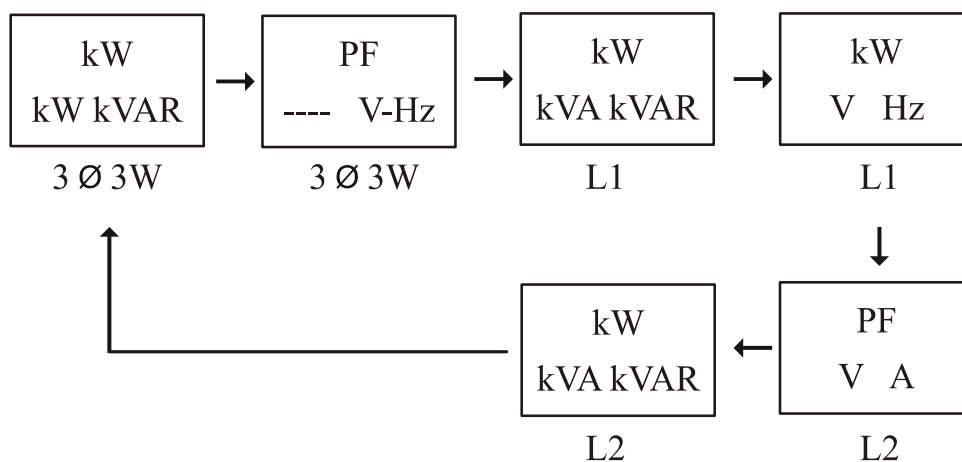 kW
kW kVAR
3 Ø 3W
PF
---- V-Hz
3 Ø 3W
kW
kVA kVAR
L1
kW
V Hz
L1
PF
V A
L2
kW
kVA kVAR
L2